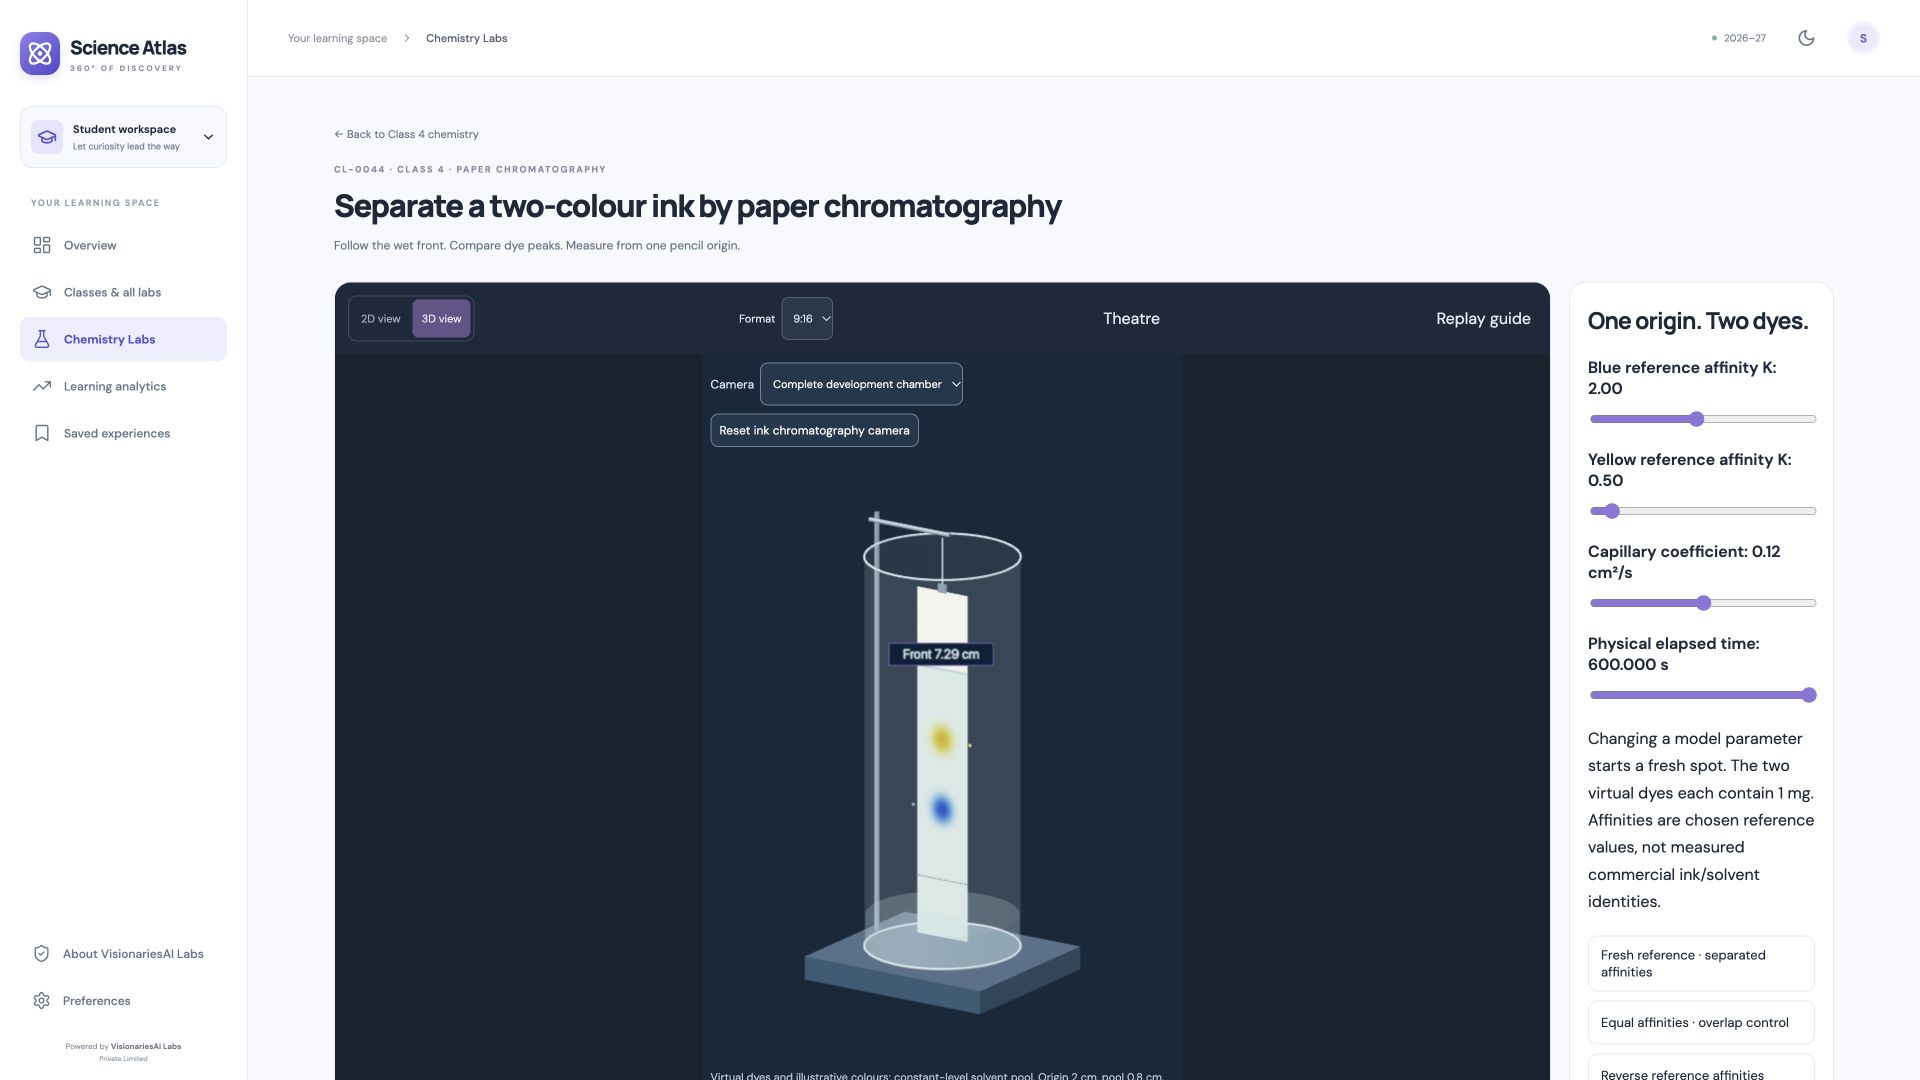 Science Atlas
360° OF DISCOVERY
Student workspace
Let curiosity lead the way
YOUR LEARNING SPACE
Overview
Classes & all labs
Chemistry Labs
Learning analytics
Saved experiences
About VisionariesAI Labs
Preferences
Powered by VisionariesAI Labs
Private Limited
Your learning space
Chemistry Labs
2026–27
S
← Back to Class 4 chemistry
CL-0044 · CLASS 4 · PAPER CHROMATOGRAPHY
Separate a two-colour ink by paper chromatography
Follow the wet front. Compare dye peaks. Measure from one pencil origin.
2D view
3D view
Format
9:16
Theatre
Replay guide
Camera
Complete development chamber
Reset ink chromatography camera
Front 7.29 cm
Virtual dyes and illustrative colours; constant-level solvent pool. Origin 2 cm, pool 0.8 cm,
One origin. Two dyes.
Blue reference affinity K:
2.00
Yellow reference affinity K:
0.50
Capillary coefficient: 0.12
cm²/s
Physical elapsed time:
600.000 s
Changing a model parameter
starts a fresh spot. The two
virtual dyes each contain 1 mg.
Affinities are chosen reference
values, not measured
commercial ink/solvent
identities.
Fresh reference · separated
affinities
Equal affinities · overlap control
Reverse reference affinities